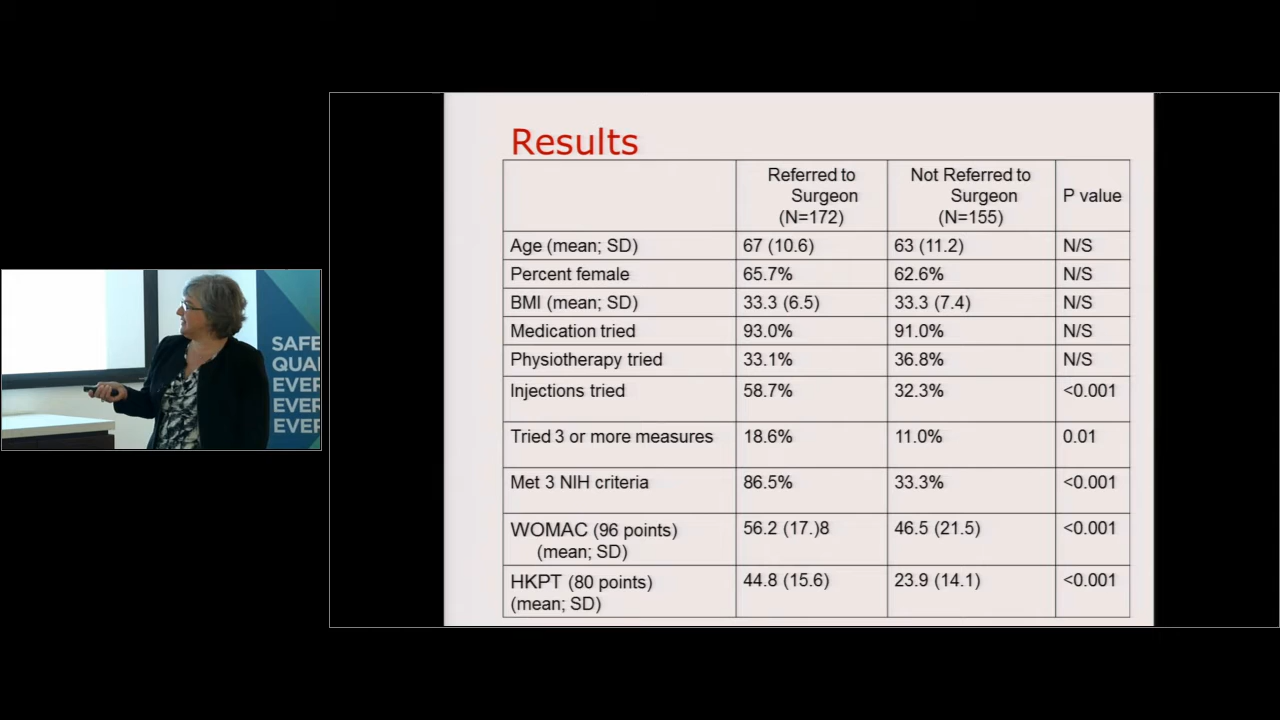 Results
Referred to Surgeon (N=172) Not Referred to Surgeon (N=155) P value
Age (mean; SD) 67 (10.6) 63 (11.2) N/S
Percent female 65.7% 62.6% N/S
BMI (mean; SD) 33.3 (6.5) 33.3 (7.4) N/S
Medication tried 93.0% 91.0% N/S
Physiotherapy tried 33.1% 36.8% N/S
Injections tried 58.7% 32.3% <0.001
Tried 3 or more measures 18.6% 11.0% 0.01
Met 3 NIH criteria 86.5% 33.3% <0.001
WOMAC (96 points) (mean; SD) 56.2 (17.)8 46.5 (21.5) <0.001
HKPT (80 points) (mean; SD) 44.8 (15.6) 23.9 (14.1) <0.001
SAFE
QUAL
EVER
EVER
EVER